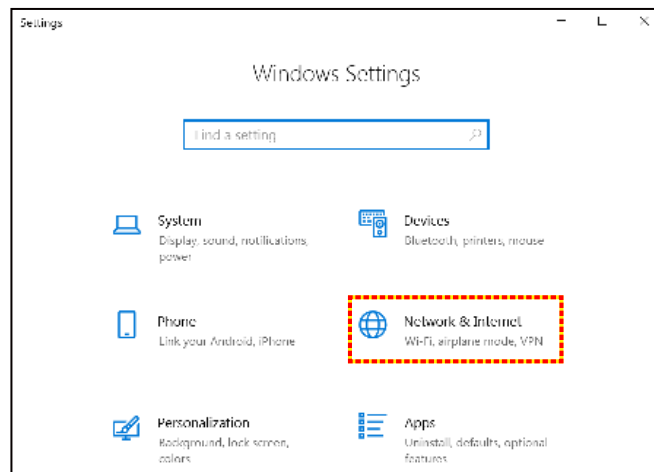 Settings
Windows Settings
Find a setting
System
Display, sound, notifications,
power
Devices
Bluetooth, printers, mouse
Phone
Link your Android, iPhone
Network & Internet
Wi-Fi, airplane mode, VPN
Personalization
Background, lock screen,
colors
Apps
Uninstall, defaults, optional
features